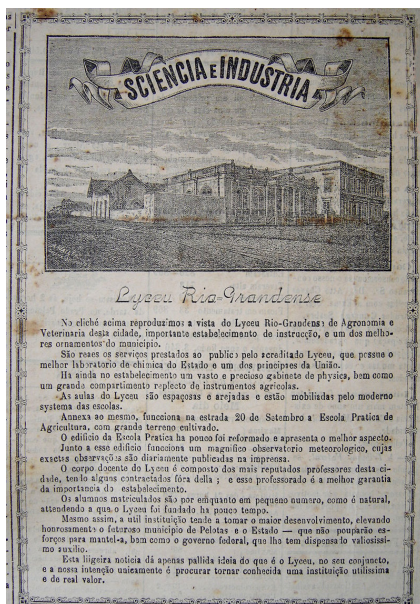 SCIENCIA E INDUSTRIA
Lyceu Rio-Grandense
No cliché acima reproduzimos a vista do Lyceu Rio-Grandense de Agronomia e
Veterinaria desta cidade, importante estabelecimento de instrucção, e um dos melho-
res ornamentos do municipio.
São reaes os serviços prestados ao publico pelo acreditado Lyceu, que possue o
melhor laboratorio de chimica do Estado e um dos principaes da União.
Ha ainda no estabelecimento um vasto e precioso gabinete de physica, bem como
um grande compartimento repleto de instrumentos agricolas.
As aulas do Lyceu são espaçosas e arejadas e estão mobiliadas pelo moderno
systema das escolas.
Annexa ao mesmo, funcciona na estrada 20 de Setembro a Escola Pratica de
Agricultura, com grande terreno cultivado.
O edificio da Escola Pratica ha pouco foi reformado e apresenta o melhor aspecto.
Junto a esse edificio funcciona um magnifico observatorio meteorologico, cujas
exactas observações são diariamente publicadas na imprensa.
O corpo docente do Lyceu é composto dos mais reputados professores desta ci-
dade, tendo alguns contractados fóra della ; e esse professorado é a melhor garantia
da importancia do estabelecimento.
Os alumnos matriculados são por emquanto em pequeno numero, como é natural,
attendendo a que o Lyceu foi fundado ha pouco tempo.
Mesmo assim, a util instituição tende a tomar o maior desenvolvimento, elevando
honrosamento o futuroso municipio de Pelotas e o Estado — que não pouparão es-
forços para mantel-a, bem como o governo federal, que lhe tem dispensado valiosissi-
mo auxilio.
Esta lligeira noticia dá apenas pallida ideia do que é o Lyceu, no seu conjuncto,
e a nossa intenção unicamente é procurar tornar conhecida uma instituição utilissima
e de real valor.